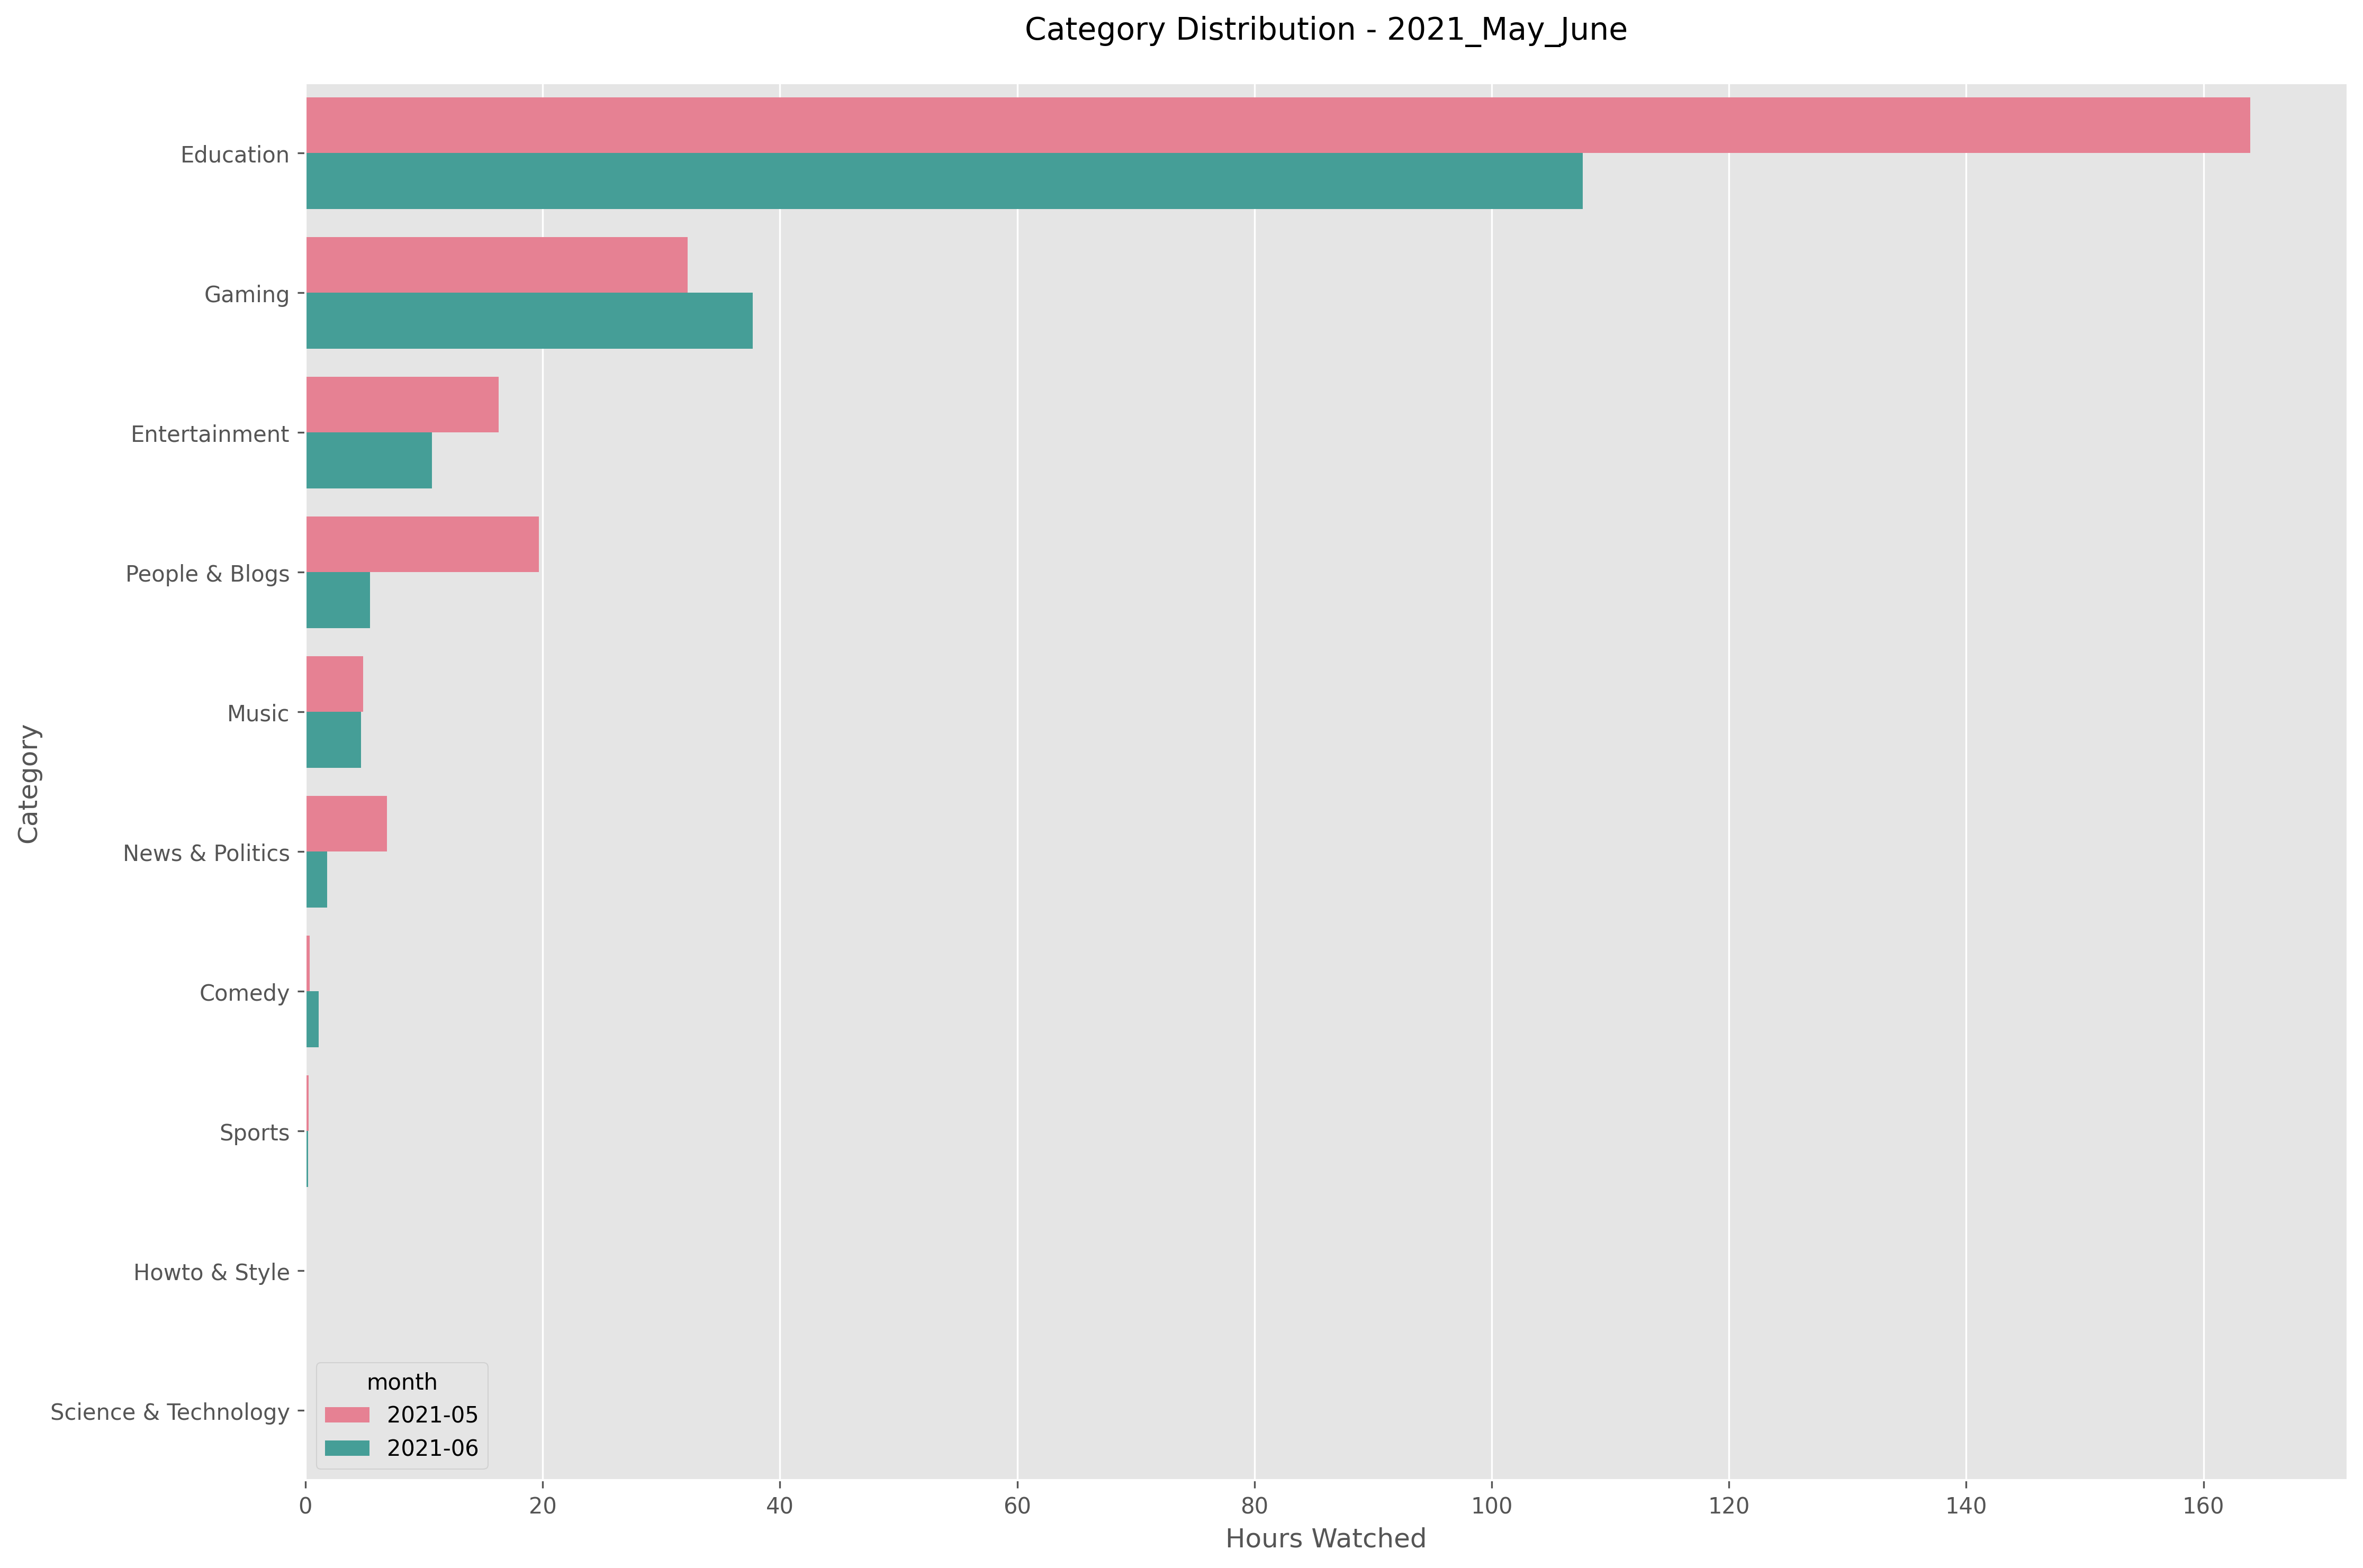 Category Distribution - 2021_May_June
Category
Education
Gaming
Entertainment
People & Blogs
Music
News & Politics
Comedy
Sports
Howto & Style
Science & Technology
month
2021-05
2021-06
0 20 40 60 80 100 120 140 160
Hours Watched